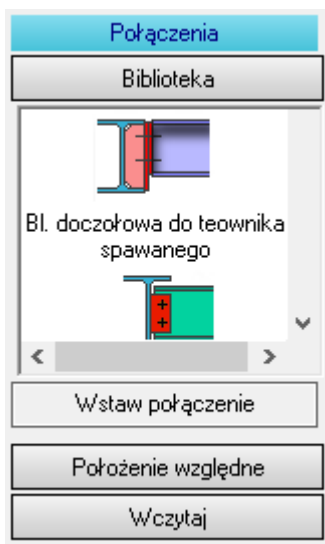 Połączenia
Biblioteka
Bl. doczołowa do teownika
spawanego
Wstaw połączenie
Położenie względne
Wczytaj